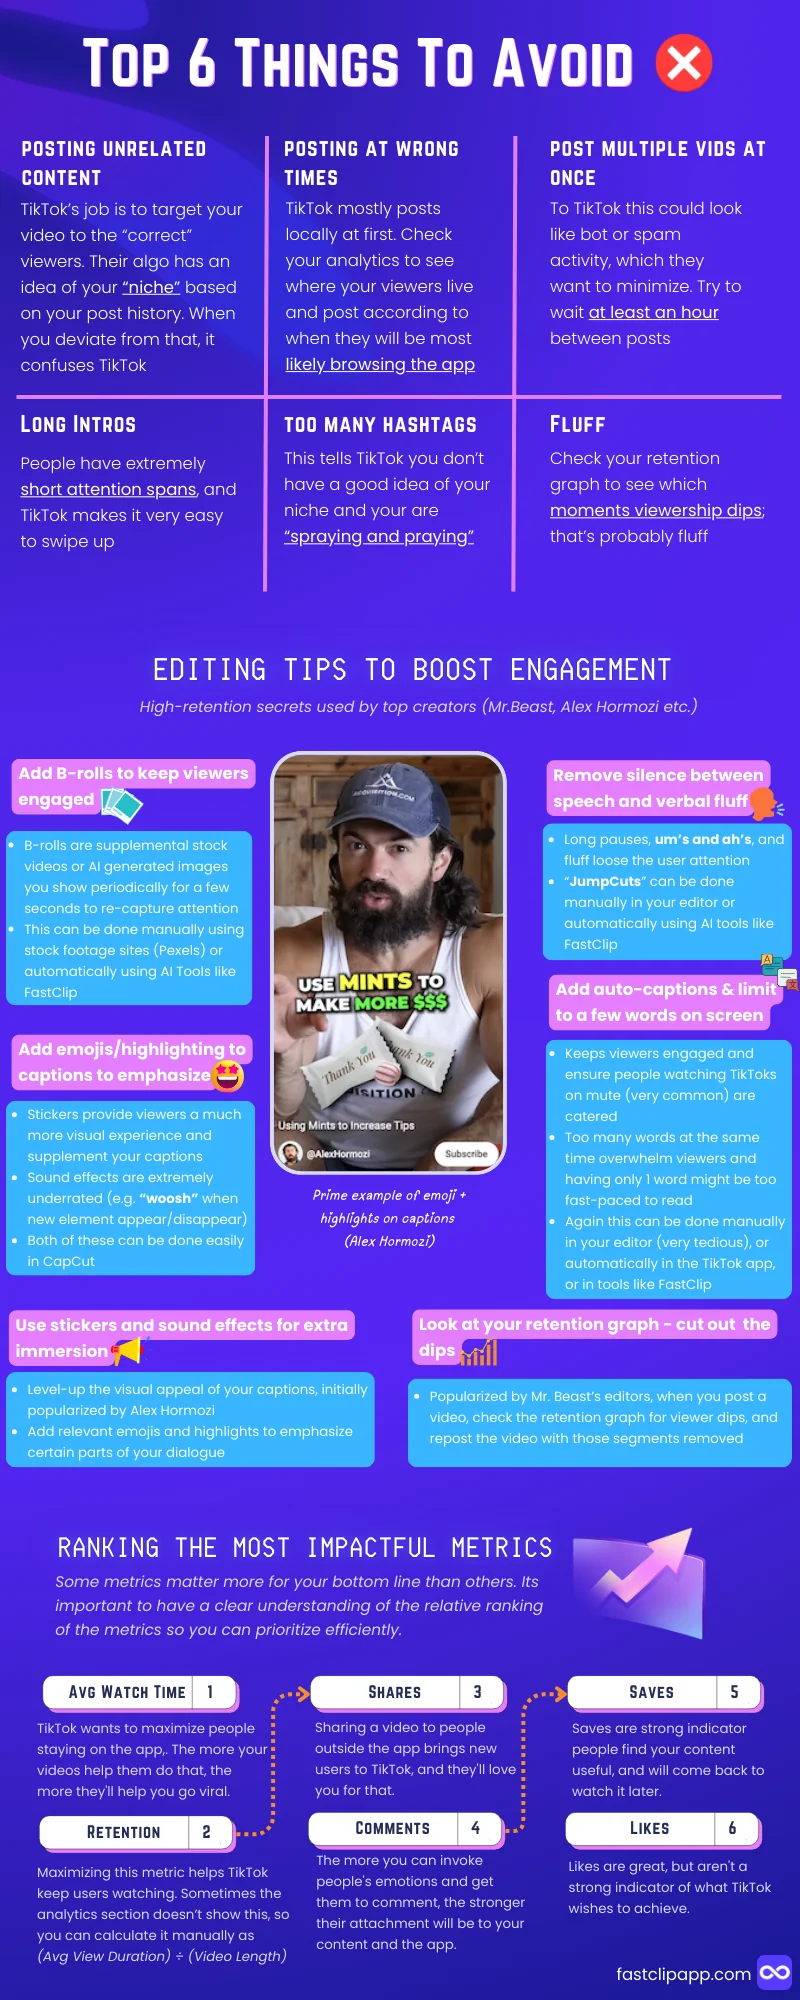 TOP 6 THINGS TO AVOID
POSTING UNRELATED
CONTENT
TikTok's job is to target your
video to the "correct"
viewers. Their algo has an
idea of your "niche" based
on your post history. When
you deviate from that, it
confuses TikTok
POSTING AT WRONG
TIMES
TikTok mostly posts
locally at first. Check
your analytics to see
where your viewers live
and post according to
when they will be most
likely browsing the app
POST MULTIPLE VIDS AT
ONCE
To TikTok this could look
like bot or spam
activity, which they
want to minimize. Try to
wait at least an hour
between posts
LONG INTROS
People have extremely
short attention spans, and
TikTok makes it very easy
to swipe up
TOO MANY HASHTAGS
This tells TikTok you don't
have a good idea of your
niche and your are
"spraying and praying"
FLUFF
Check your retention
graph to see which
moments viewership dips;
that's probably fluff
EDITING TIPS TO BOOST ENGAGEMENT
High-retention secrets used by top creators (Mr.Beast, Alex Hormozi etc.)
Add B-rolls to keep viewers
engaged
• B-rolls are supplemental stock
videos or AI generated images
you show periodically for a few
seconds to re-capture attention
• This can be done manually using
stock footage sites (Pexels) or
automatically using AI Tools like
FastClip
Add emojis/highlighting to
captions to emphasize
• Stickers provide viewers a much
more visual experience and
supplement your captions
• Sound effects are extremely
underrated (e.g. "woosh" when
new element appear/disappear)
• Both of these can be done easily
in CapCut
USE MINTS TO
MAKE MORE $$$
Thank You
Thank You
Using Mints to Increase Tips
@AlexHormozi
Subscribe
Prime example of emoji +
highlights on captions
(Alex Hormozi)
Remove silence between
speech and verbal fluff
• Long pauses, um's and ah's, and
fluff loose the user attention
• "JumpCuts" can be done
manually in your editor or
automatically using AI tools like
FastClip
Add auto-captions & limit
to a few words on screen
• Keeps viewers engaged and
ensure people watching TikToks
on mute (very common) are
catered
• Too many words at the same
time overwhelm viewers and
having only 1 word might be too
fast-paced to read
• Again this can be done manually
in your editor (very tedious), or
automatically in the TikTok app,
or in tools like FastClip
Use stickers and sound effects for extra
immersion
• Level-up the visual appeal of your captions, initially
popularized by Alex Hormozi
• Add relevant emojis and highlights to emphasize
certain parts of your dialogue
Look at your retention graph - cut out the
dips
• Popularized by Mr. Beast's editors, when you post a
video, check the retention graph for viewer dips, and
repost the video with those segments removed
RANKING THE MOST IMPACTFUL METRICS
Some metrics matter more for your bottom line than others. Its
important to have a clear understanding of the relative ranking
of the metrics so you can prioritize efficiently.
AVG WATCH TIME 1
TikTok wants to maximize people
staying on the app,. The more your
videos help them do that, the
more they'll help you go viral.
RETENTION 2
Maximizing this metric helps TikTok
keep users watching. Sometimes the
analytics section doesn't show this, so
you can calculate it manually as
(Avg View Duration) ÷ (Video Length)
SHARES 3
Sharing a video to people
outside the app brings new
users to TikTok, and they'll love
you for that.
COMMENTS 4
The more you can invoke
people's emotions and get
them to comment, the stronger
their attachment will be to your
content and the app.
SAVES 5
Saves are strong indicator
people find your content
useful, and will come back to
watch it later.
LIKES 6
Likes are great, but aren't a
strong indicator of what TikTok
wishes to achieve.
fastclipapp.com